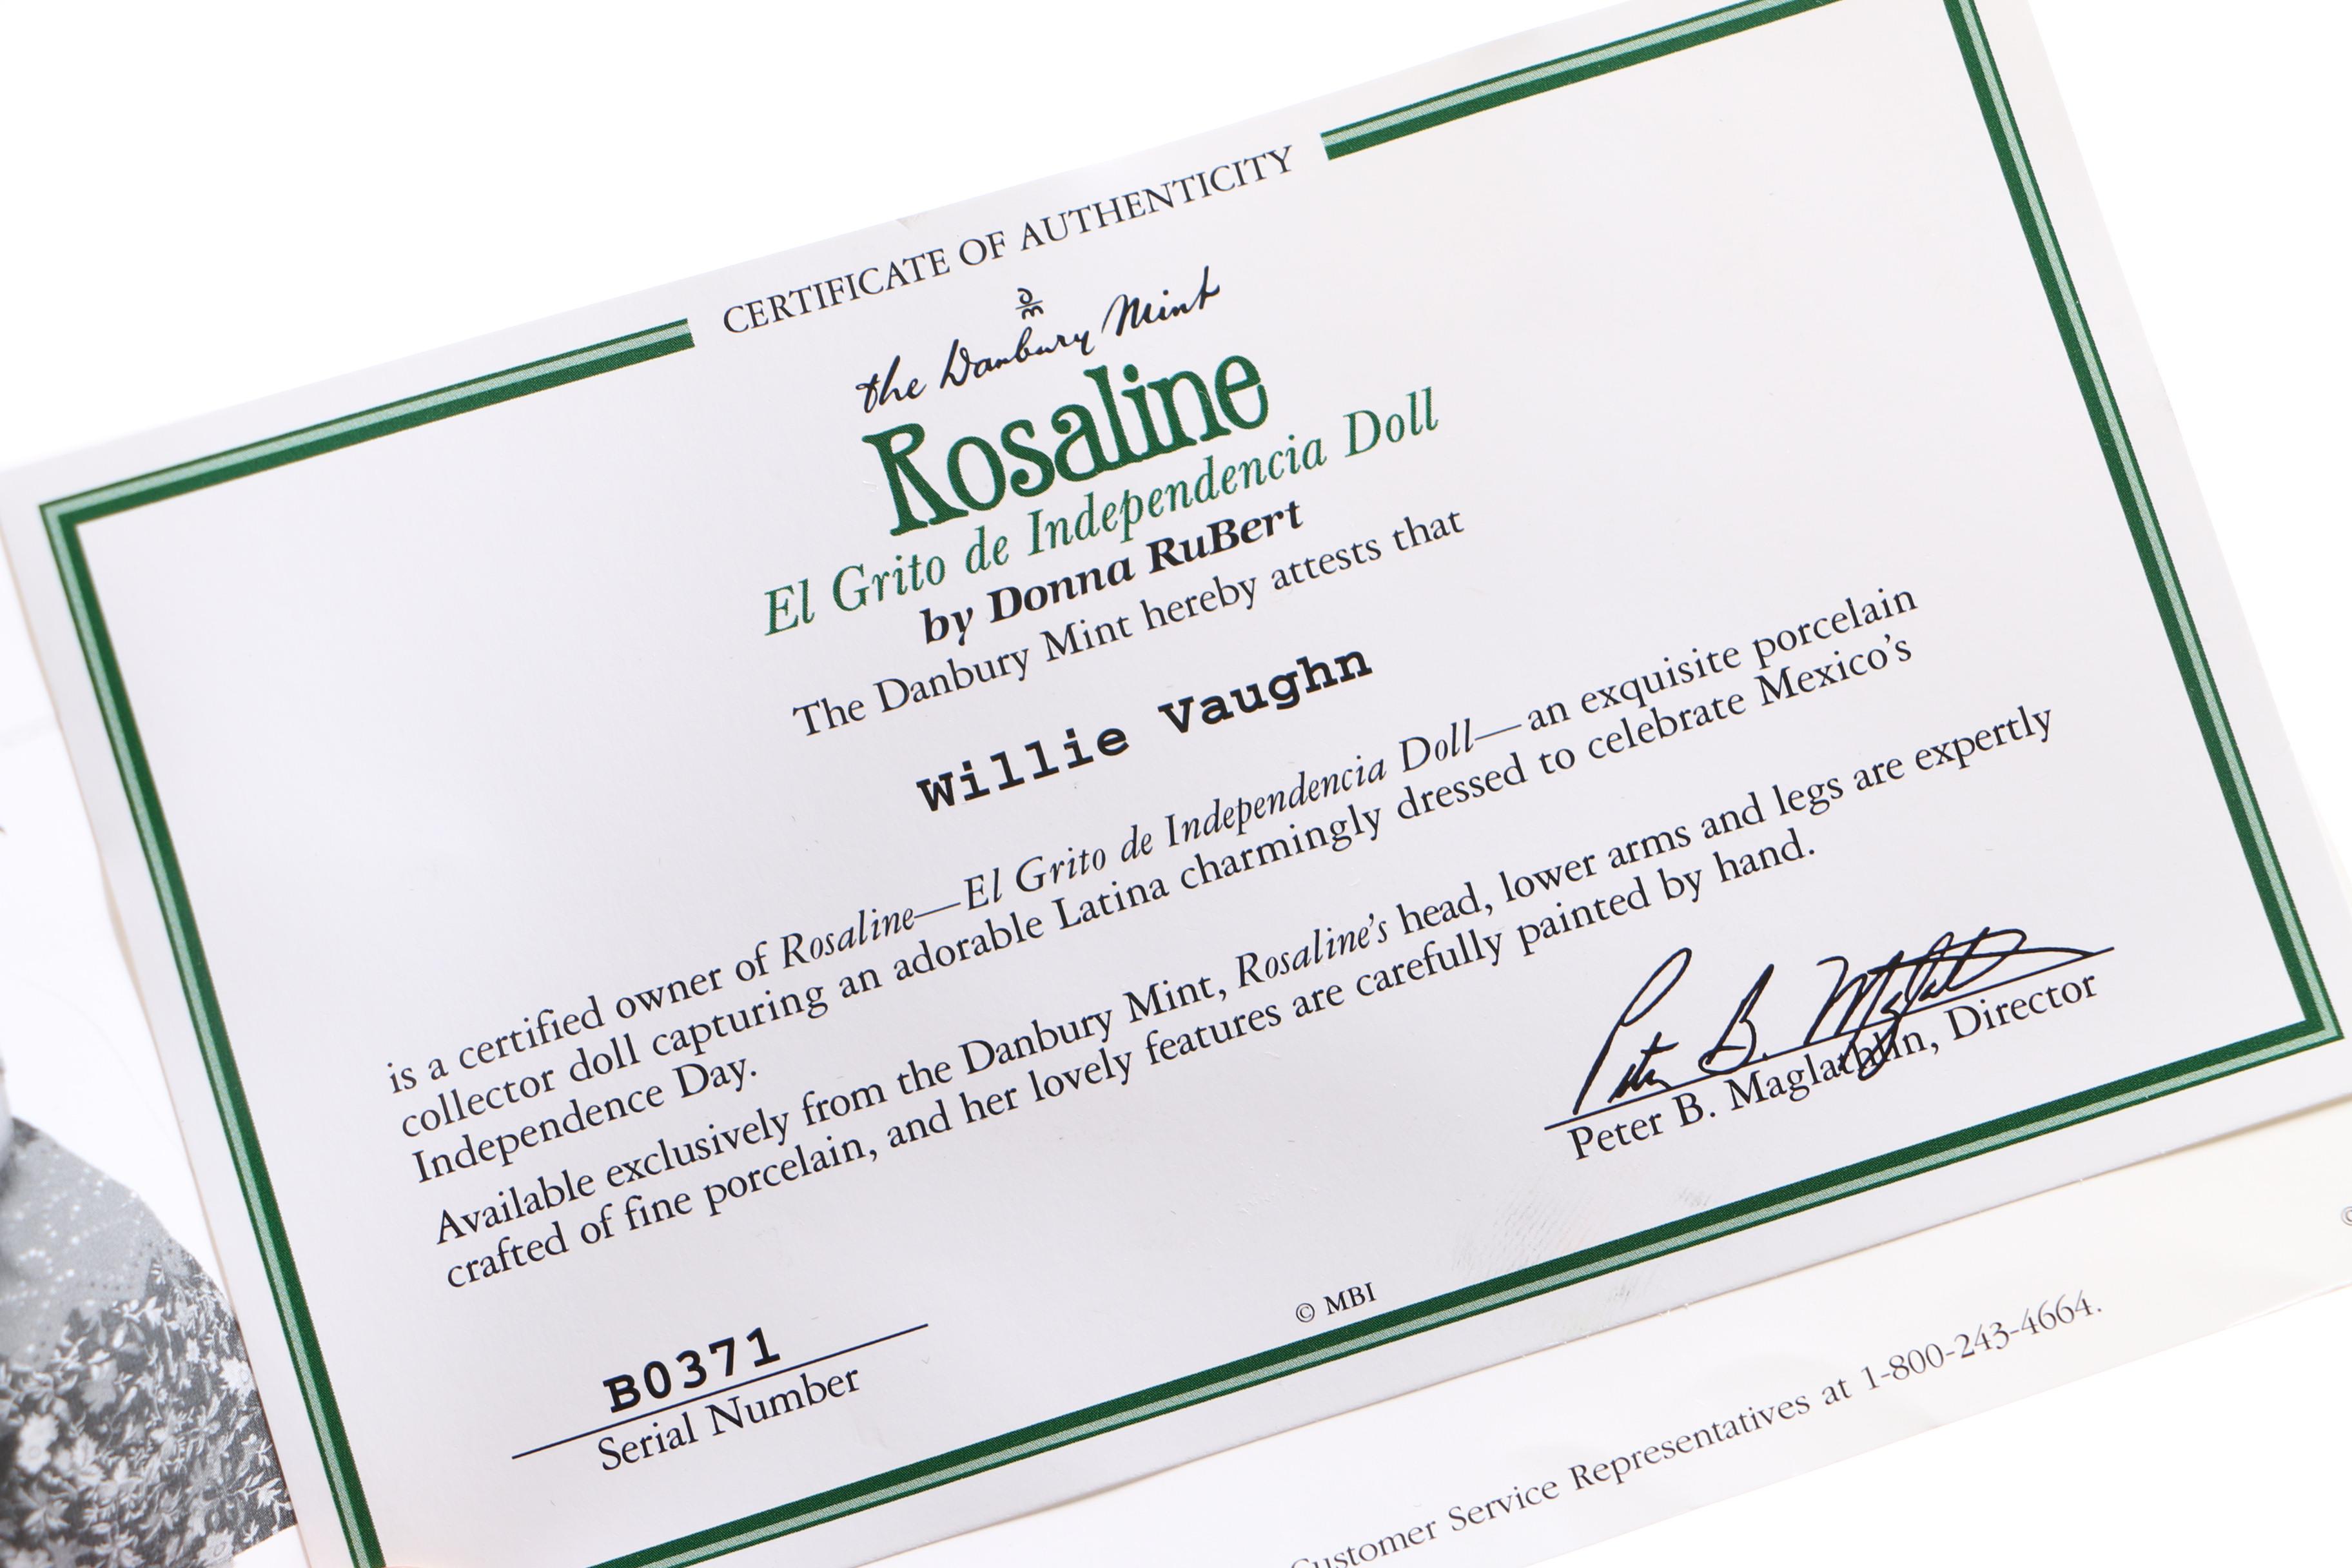 CERTIFICATE OF AUTHENTICITY
the Danbury Mint
Rosaline
El Grito de Independencia Doll
by Donna RuBert
The Danbury Mint hereby attests that
Willie Vaughn
is a certified owner of Rosaline—El Grito de Independencia Doll—an exquisite porcelain
collector doll capturing an adorable Latina charmingly dressed to celebrate Mexico's
Independence Day.
Available exclusively from the Danbury Mint, Rosaline's head, lower arms and legs are expertly
crafted of fine porcelain, and her lovely features are carefully painted by hand.
Peter B. Maglathlin, Director
B0371
Serial Number
© MBI
Customer Service Representatives at 1-800-243-4664.